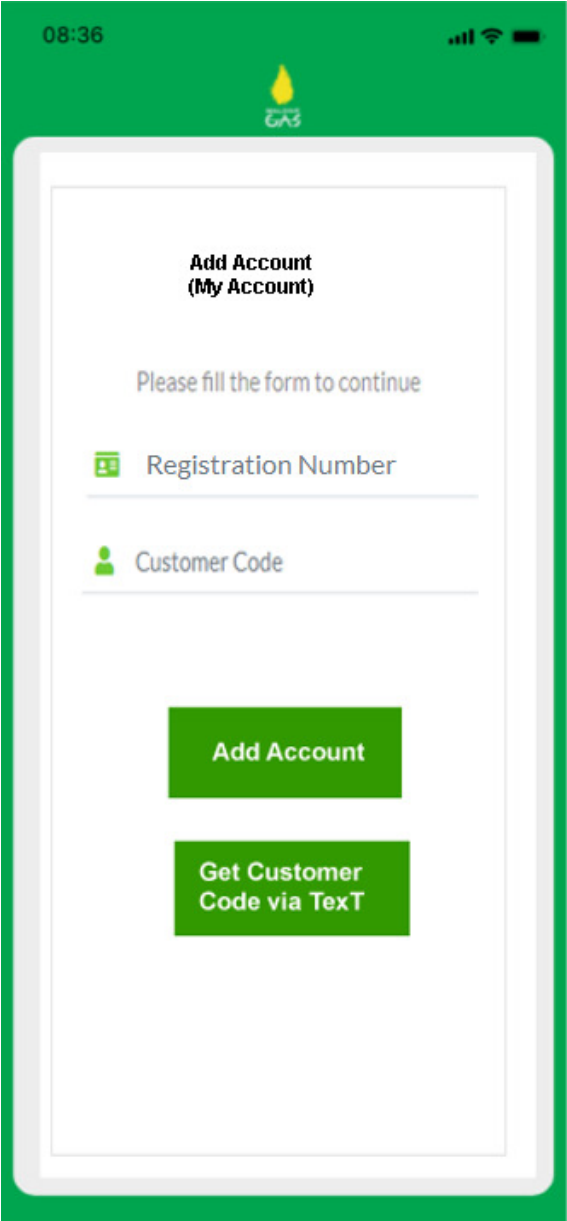 08:36
GAS
Add Account
(My Account)
Please fill the form to continue
Registration Number
Customer Code
Add Account
Get Customer
Code via TexT